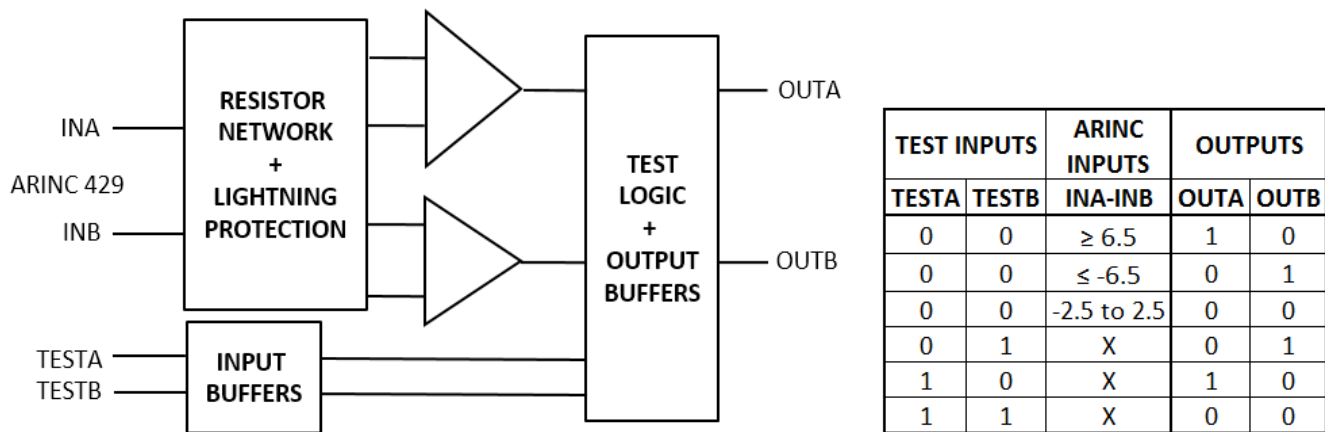 INA
ARINC 429
INB
RESISTOR
NETWORK
+
LIGHTNING
PROTECTION
TESTA
TESTB
INPUT
BUFFERS
TEST
LOGIC
+
OUTPUT
BUFFERS
OUTA
OUTB
TEST INPUTS ARINC INPUTS OUTPUTS
TESTA TESTB INA-INB OUTA OUTB
0 0 ≥ 6.5 1 0
0 0 ≤ -6.5 0 1
0 0 -2.5 to 2.5 0 0
0 1 X 0 1
1 0 X 1 0
1 1 X 0 0